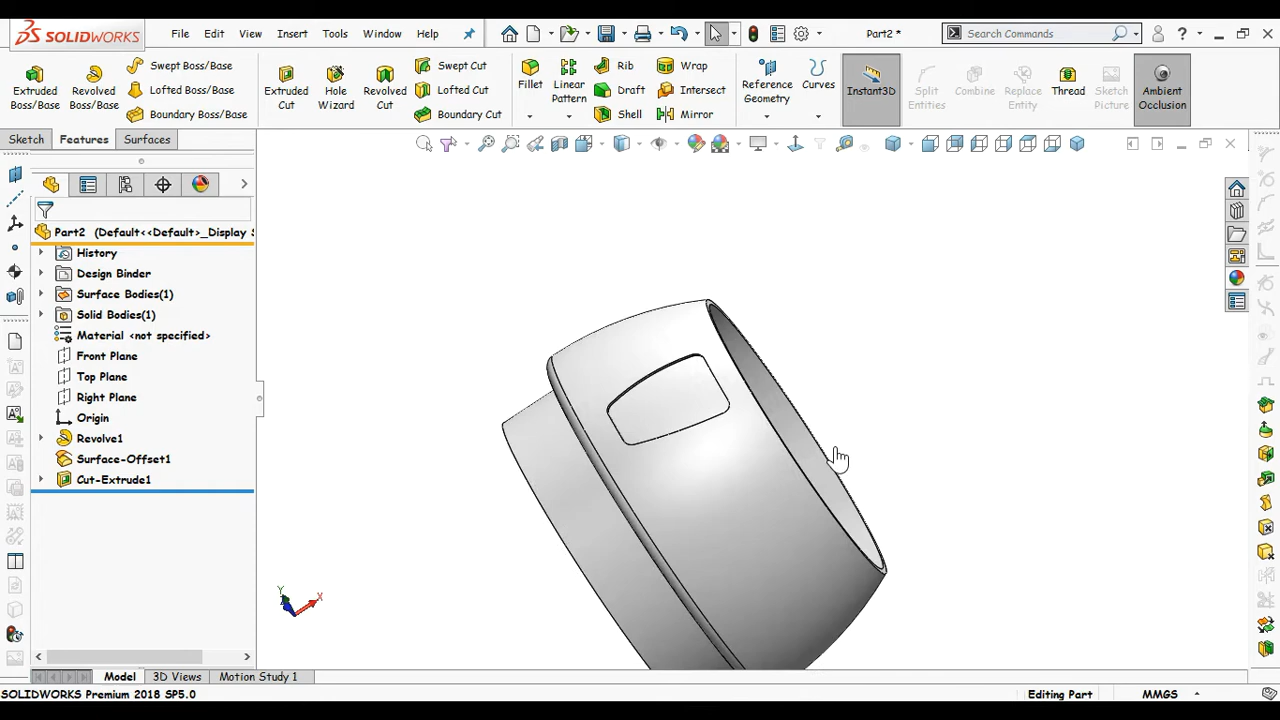 SOLIDWORKS File Edit View Insert Tools Window Help Part2 * Search Commands ?
Extruded Boss/Base
Revolved Boss/Base
Swept Boss/Base
Lofted Boss/Base
Boundary Boss/Base
Extruded Cut
Hole Wizard
Revolved Cut
Swept Cut
Lofted Cut
Boundary Cut
Fillet
Linear Pattern
Rib
Draft
Shell
Wrap
Intersect
Mirror
Reference Geometry
Curves
Instant3D
Split Entities
Combine
Replace Entity
Thread
Sketch Picture
Ambient Occlusion
Sketch Features Surfaces
Part2 (Default<<Default>_Display S
History
Design Binder
Surface Bodies(1)
Solid Bodies(1)
Material <not specified>
Front Plane
Top Plane
Right Plane
Origin
Revolve1
Surface-Offset1
Cut-Extrude1
Y
X
Model 3D Views Motion Study 1
SOLIDWORKS Premium 2018 SP5.0 Editing Part MMGS